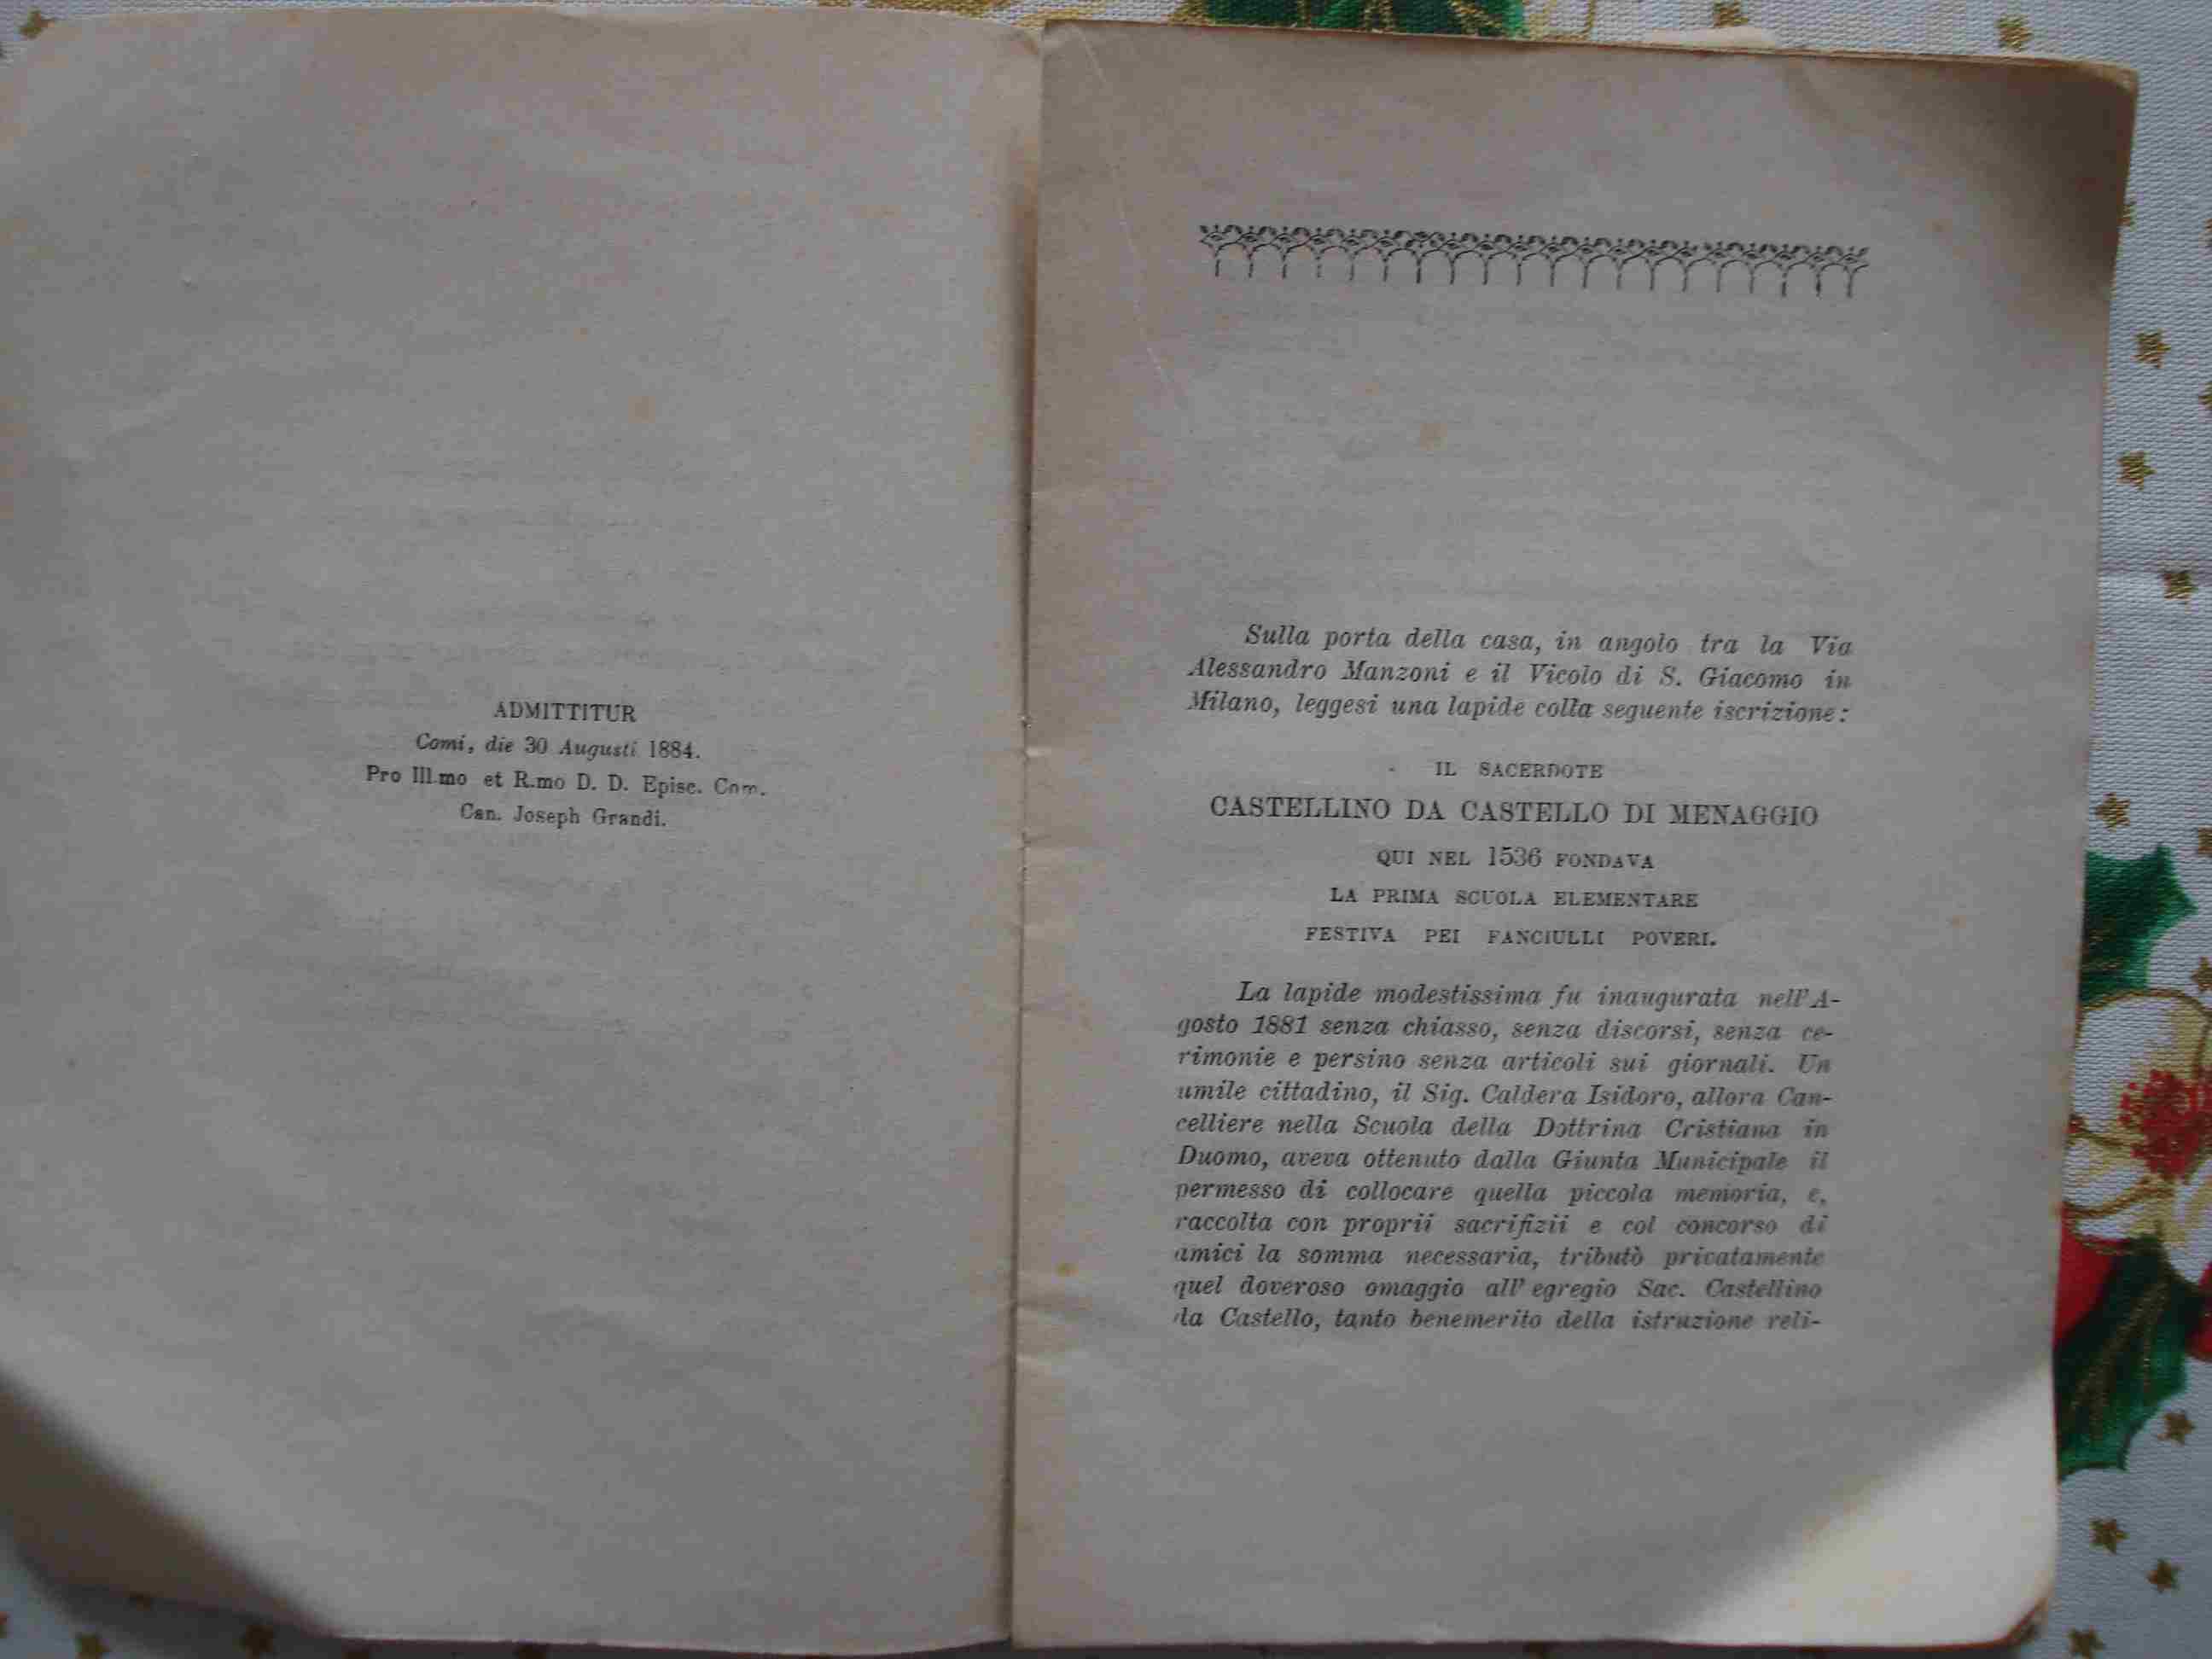 ADMITTITUR
Comi, die 30 Augusti 1884.
Pro Ill.mo et R.mo D. D. Episc. Com.
Can. Joseph Grandi.
Sulla porta della casa, in angolo tra la Via
Alessandro Manzoni e il Vicolo di S. Giacomo in
Milano, leggesi una lapide colla seguente iscrizione:
IL SACERDOTE
CASTELLINO DA CASTELLO DI MENAGGIO
QUI NEL 1536 FONDAVA
LA PRIMA SCUOLA ELEMENTARE
FESTIVA PEI FANCIULLI POVERI.
La lapide modestissima fu inaugurata nell'A-
gosto 1881 senza chiasso, senza discorsi, senza ce-
rimonie e persino senza articoli sui giornali. Un
umile cittadino, il Sig. Caldera Isidoro, allora Can-
celliere nella Scuola della Dottrina Cristiana in
Duomo, aveva ottenuto dalla Giunta Municipale il
permesso di collocare quella piccola memoria, e,
raccolta con proprii sacrifizii e col concorso di
amici la somma necessaria, tributò privatamente
quel doveroso omaggio all'egregio Sac. Castellino
da Castello, tanto benemerito della istruzione reli-